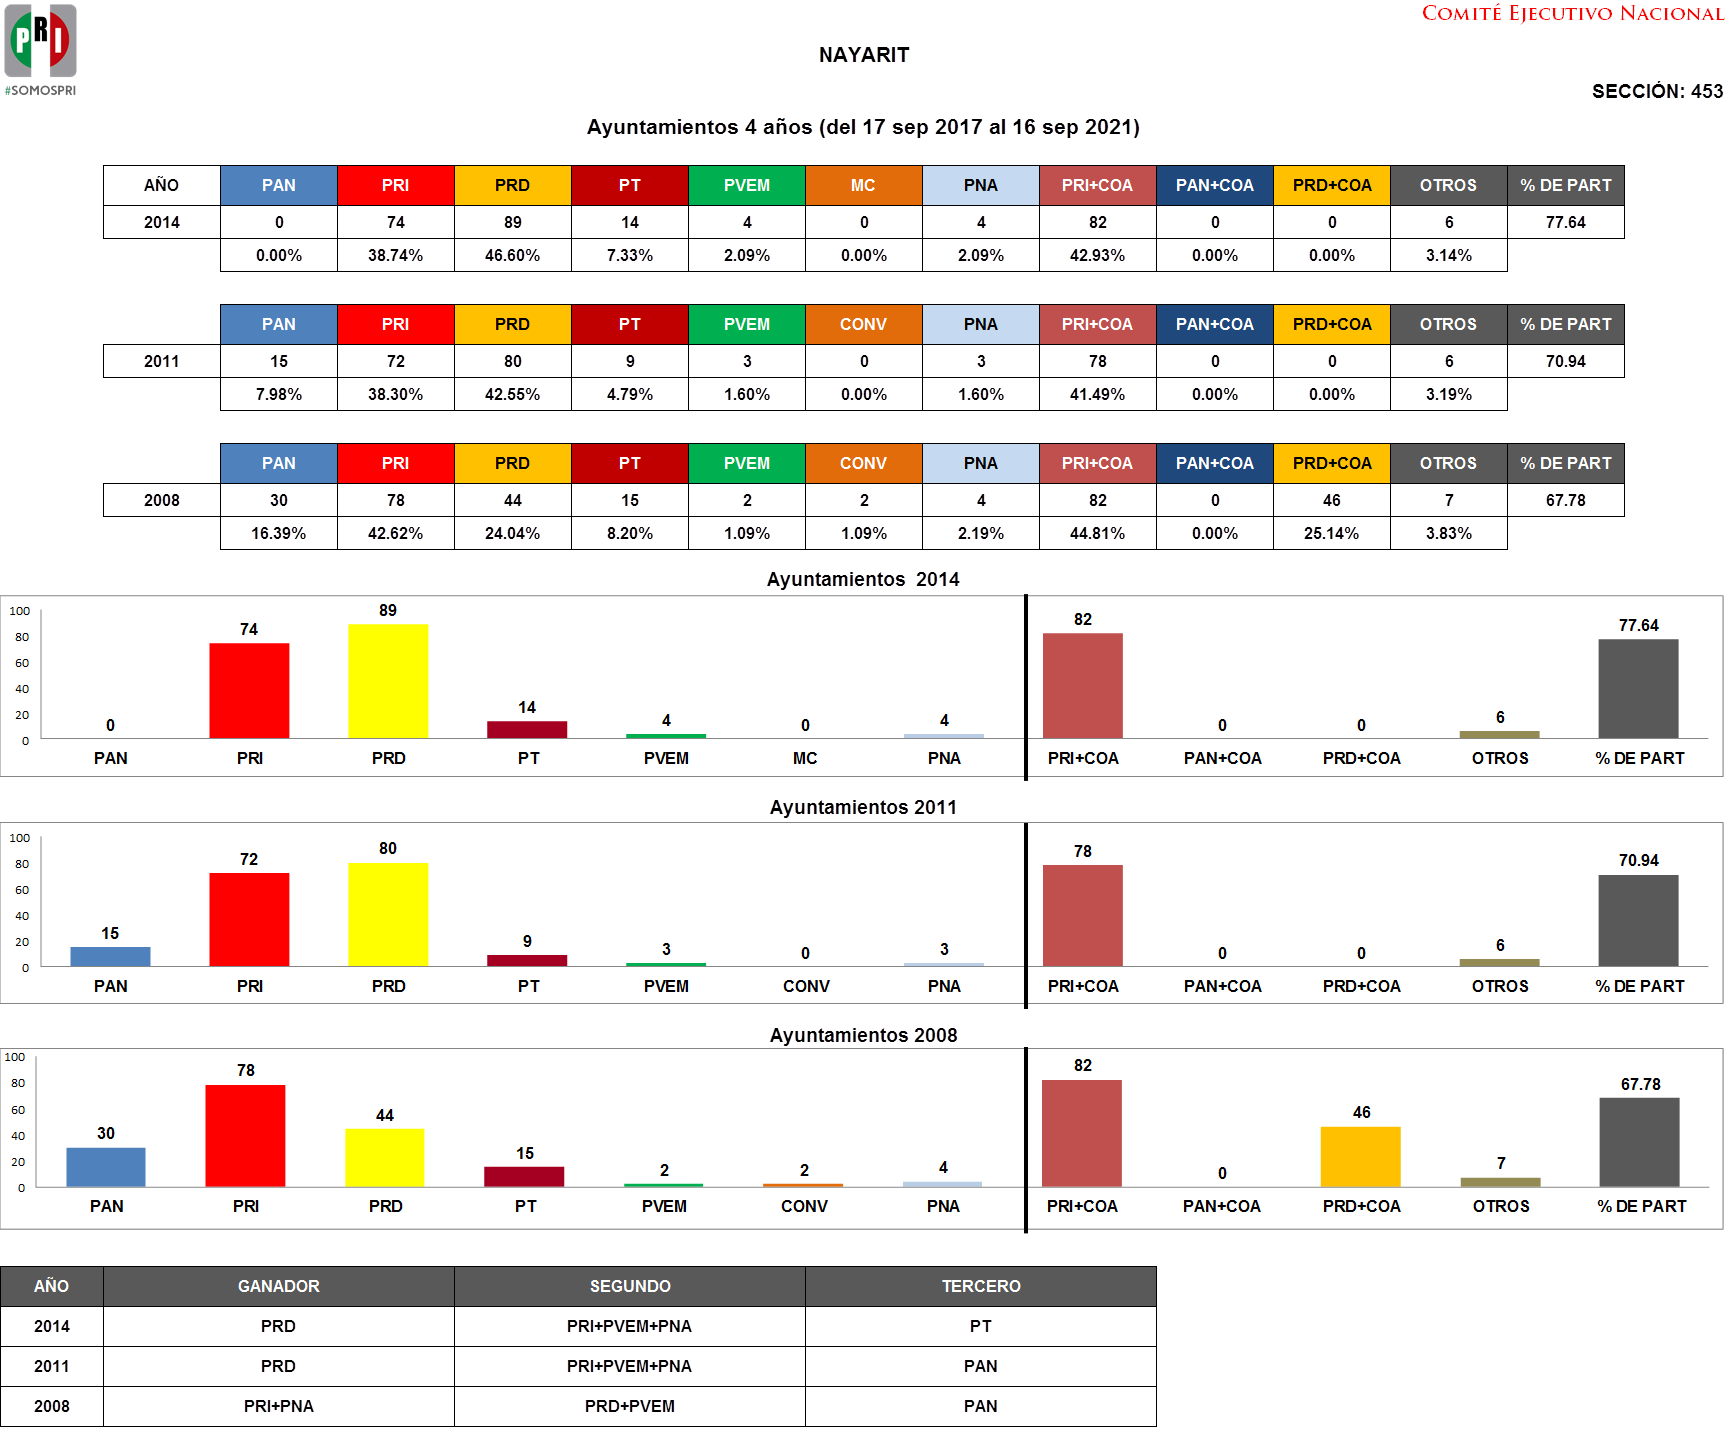 COMITÉ EJECUTIVO NACIONAL
PRI
#SOMOSPRI
NAYARIT
SECCIÓN: 453
Ayuntamientos 4 años (del 17 sep 2017 al 16 sep 2021)
AÑO PAN PRI PRD PT PVEM MC PNA PRI+COA PAN+COA PRD+COA OTROS % DE PART
2014 0 74 89 14 4 0 4 82 0 0 6 77.64
0.00% 38.74% 46.60% 7.33% 2.09% 0.00% 2.09% 42.93% 0.00% 0.00% 3.14%
PAN PRI PRD PT PVEM CONV PNA PRI+COA PAN+COA PRD+COA OTROS % DE PART
2011 15 72 80 9 3 0 3 78 0 0 6 70.94
7.98% 38.30% 42.55% 4.79% 1.60% 0.00% 1.60% 41.49% 0.00% 0.00% 3.19%
PAN PRI PRD PT PVEM CONV PNA PRI+COA PAN+COA PRD+COA OTROS % DE PART
2008 30 78 44 15 2 2 4 82 0 46 7 67.78
16.39% 42.62% 24.04% 8.20% 1.09% 1.09% 2.19% 44.81% 0.00% 25.14% 3.83%
Ayuntamientos 2014
100
80
60
40
20
0
0 74 89 14 4 0 4 82 0 0 6 77.64
PAN PRI PRD PT PVEM MC PNA PRI+COA PAN+COA PRD+COA OTROS % DE PART
Ayuntamientos 2011
100
80
60
40
20
0
15 72 80 9 3 0 3 78 0 0 6 70.94
PAN PRI PRD PT PVEM CONV PNA PRI+COA PAN+COA PRD+COA OTROS % DE PART
Ayuntamientos 2008
100
80
60
40
20
0
30 78 44 15 2 2 4 82 0 46 7 67.78
PAN PRI PRD PT PVEM CONV PNA PRI+COA PAN+COA PRD+COA OTROS % DE PART
AÑO GANADOR SEGUNDO TERCERO
2014 PRD PRI+PVEM+PNA PT
2011 PRD PRI+PVEM+PNA PAN
2008 PRI+PNA PRD+PVEM PAN